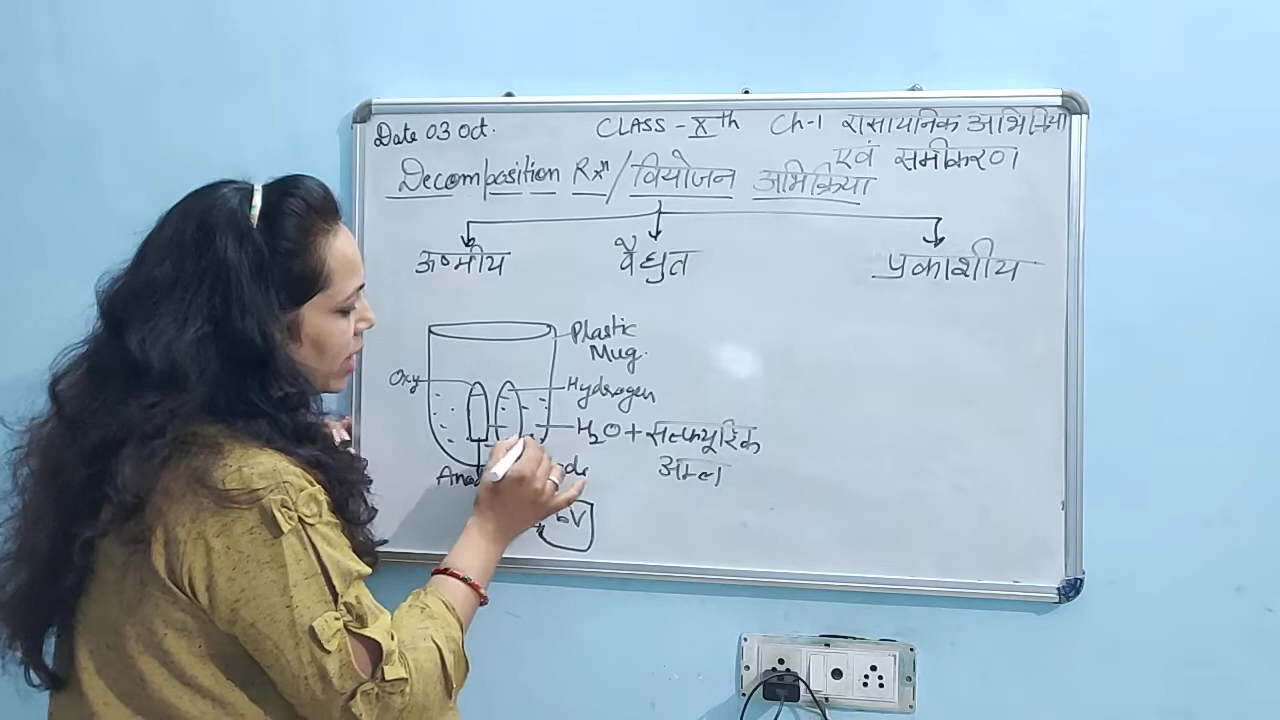 Date 03 Oct.
CLASS - Xth Ch-1 रासायनिक अभिक्रिया
एवं समीकरण।
Decomposition Rxn / वियोजन अभिक्रिया
ऊष्मीय वैद्युत प्रकाशीय
Plastic
Mug.
Oxy
Hydrogen
H2O + सल्फ्यूरिक
अम्ल
6V